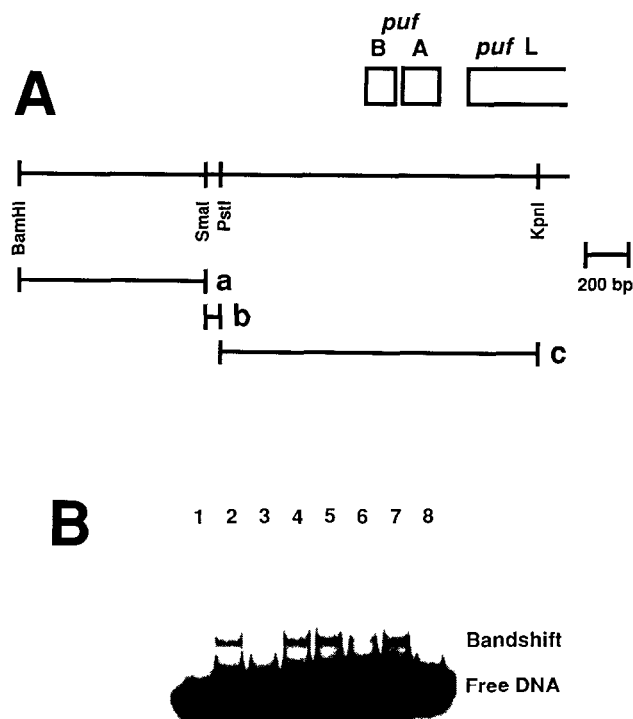 puf
B A
puf L
A
BamHI
SmaI
PstI
KpnI
200 bp
a
b
c
B
1 2 3 4 5 6 7 8
Bandshift
Free DNA